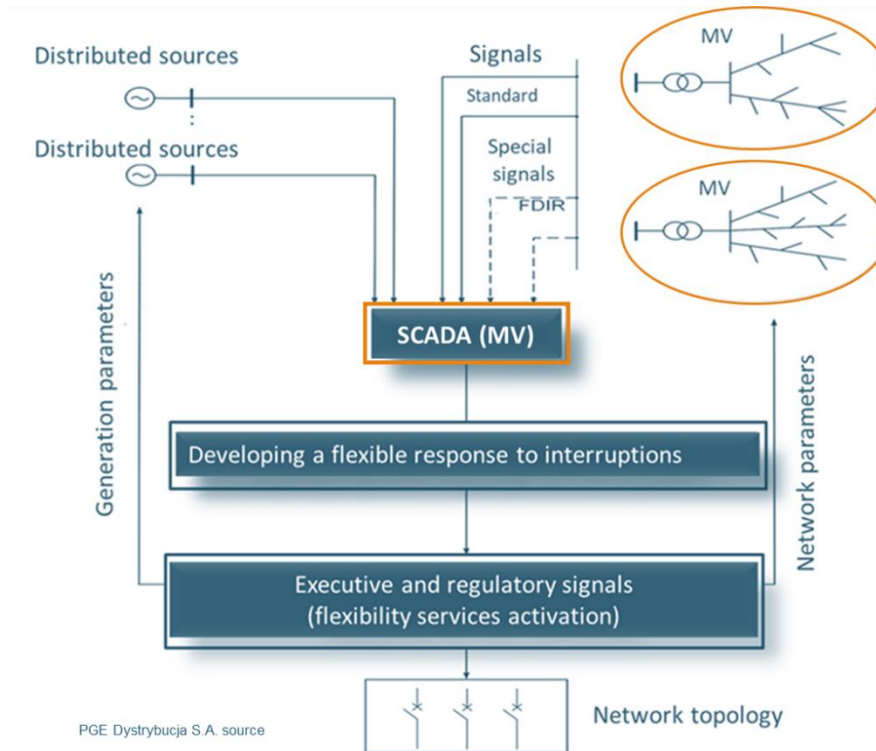 Distributed sources
Distributed sources
Signals
Standard
Special
signals
FDIR
MV
MV
SCADA (MV)
Generation parameters
Network parameters
Developing a flexible response to interruptions
Executive and regulatory signals
(flexibility services activation)
Network topology
PGE Dystrybucja S.A. source